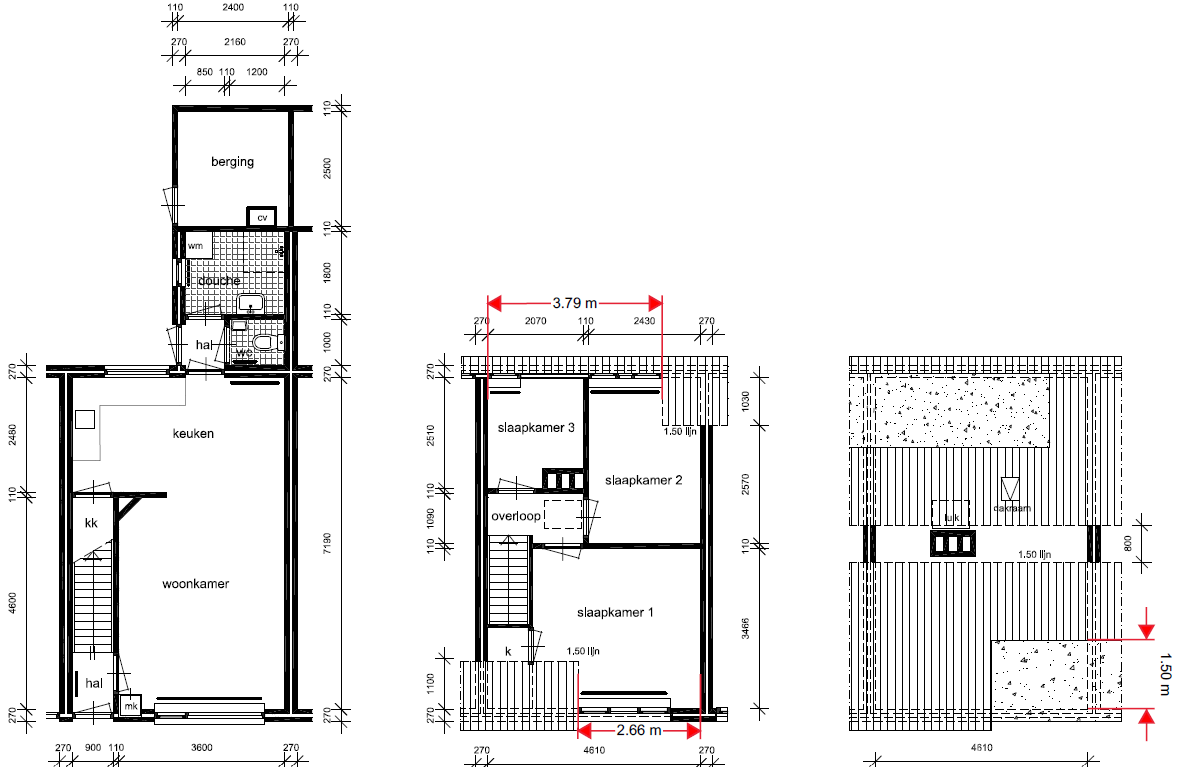 110 2400 110
270 2160 270
850 110 1200
110
berging
2500
cv
110
wm
1800
douche
110
hal
wc
1000
270
270
keuken
2480
110
kk
7190
woonkamer
4600
hal
mk
270
270
270 900 110 3600 270
3.79 m
270 2070 110 2430 270
270
1030
slaapkamer 3
1.50 lijn
2510
slaapkamer 2
2570
110
overloop
1090
110
110
slaapkamer 1
3466
k
1.50 lijn
1100
270
2.66 m
270 4610 270
luik
dakraam
1.50 lijn
800
1.50 m
4610